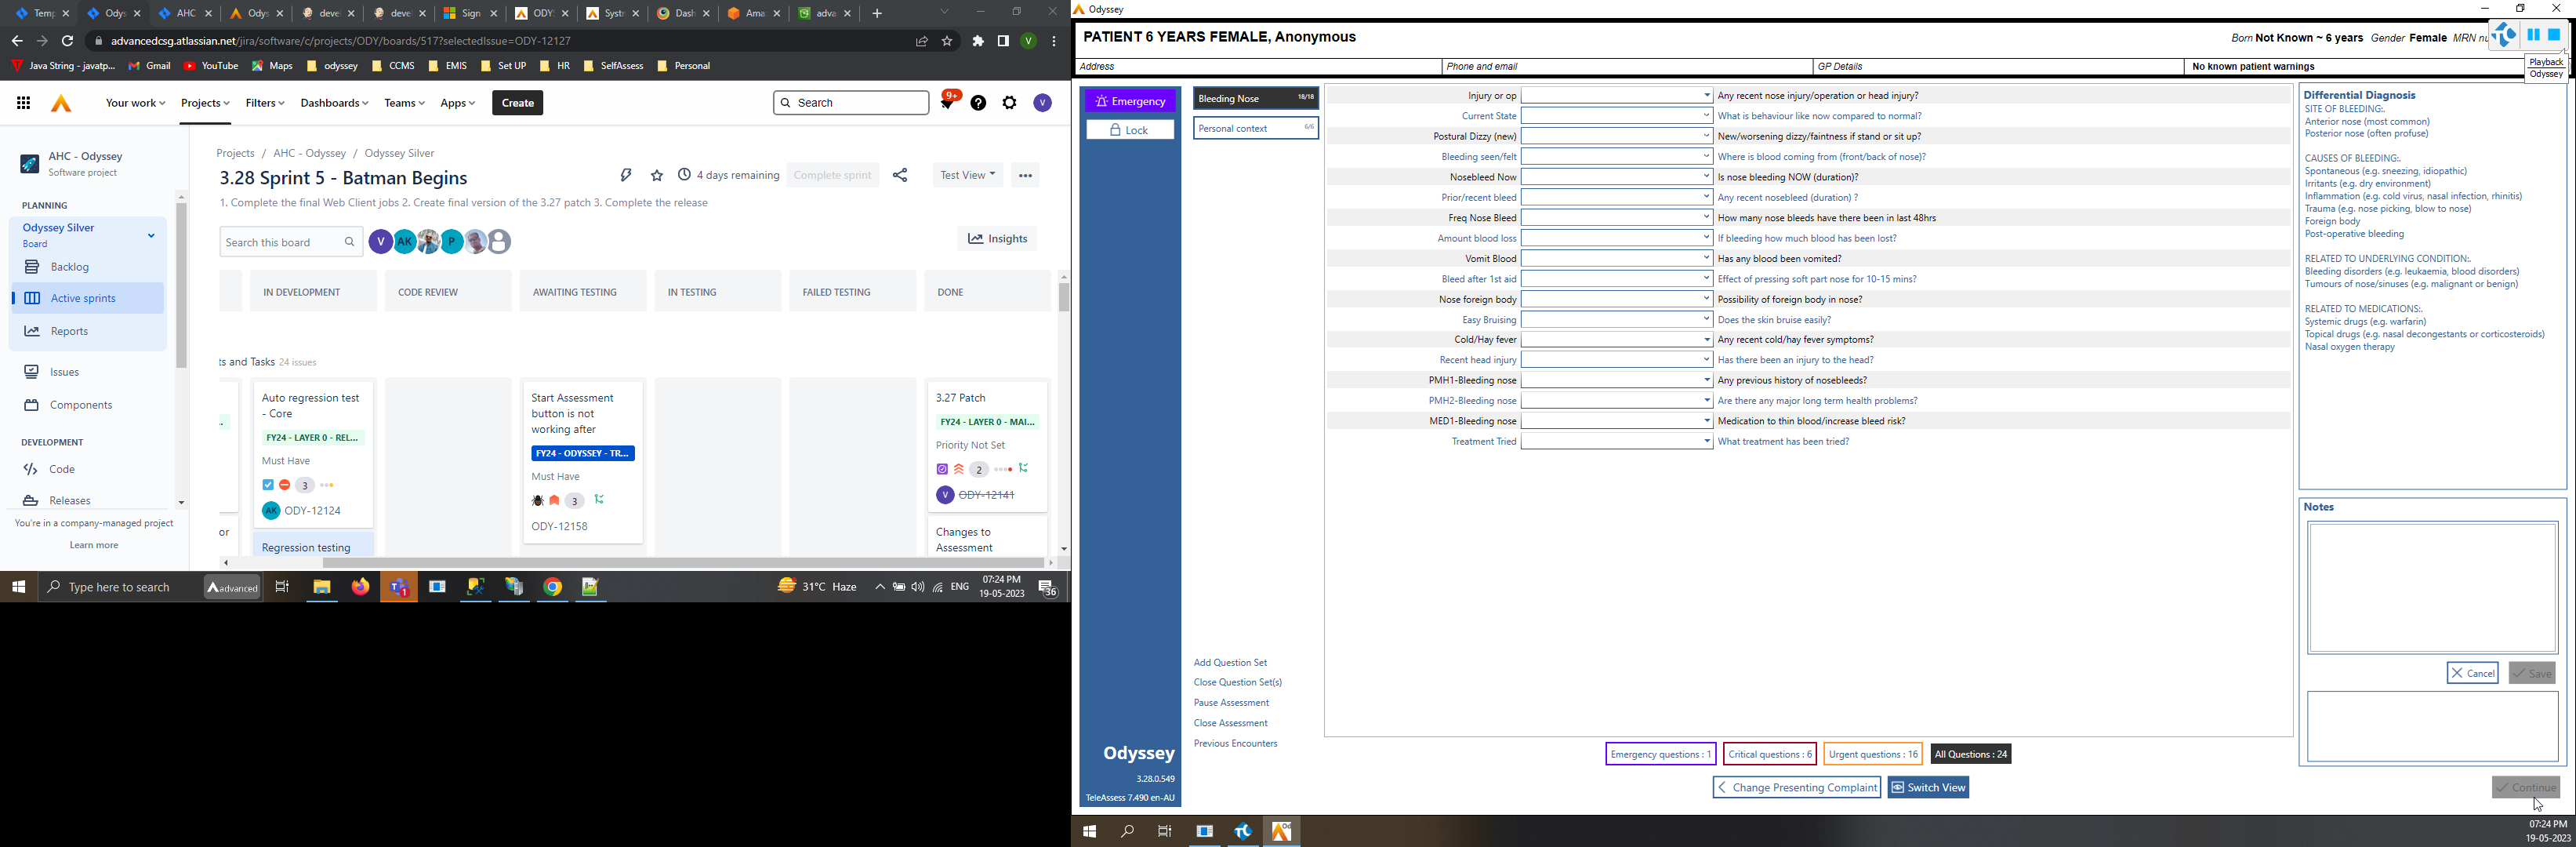 Temp
Odys
AHC
Odys
deve
deve
Sign
ODY
Syst
Dash
Ama
adva
advancedcsg.atlassian.net/jira/software/c/projects/ODY/boards/517?selectedIssue=ODY-12127
V
Java String - javatp...
Gmail
YouTube
Maps
odyssey
CCMS
EMIS
Set UP
HR
SelfAssess
Personal
Your work
Projects
Filters
Dashboards
Teams
Apps
Create
Search
9+
V
AHC - Odyssey
Software project
PLANNING
Odyssey Silver
Board
Backlog
Active sprints
Reports
Issues
Components
DEVELOPMENT
Code
Releases
You're in a company-managed project
Learn more
Projects / AHC - Odyssey / Odyssey Silver
3.28 Sprint 5 - Batman Begins
4 days remaining
Complete sprint
Test View
1. Complete the final Web Client jobs 2. Create final version of the 3.27 patch 3. Complete the release
Search this board
V
AK
P
Insights
IN DEVELOPMENT
CODE REVIEW
AWAITING TESTING
IN TESTING
FAILED TESTING
DONE
ts and Tasks 24 issues
Auto regression test
- Core
FY24 - LAYER 0 - REL...
Must Have
3
AK ODY-12124
or
Regression testing
Start Assessment
button is not
working after
FY24 - ODYSSEY - TR...
Must Have
3
ODY-12158
3.27 Patch
FY24 - LAYER 0 - MAI...
Priority Not Set
2
V ODY-12141
Changes to
Assessment
Type here to search
Aadvanced
1
31°C Haze
ENG
07:24 PM
19-05-2023
36
Odyssey
PATIENT 6 YEARS FEMALE, Anonymous
Born Not Known ~ 6 years Gender Female MRN nu
Address
Phone and email
GP Details
No known patient warnings
Playback
Odyssey
Emergency
Lock
Bleeding Nose 18/18
Personal context 6/6
Injury or op Any recent nose injury/operation or head injury?
Current State What is behaviour like now compared to normal?
Postural Dizzy (new) New/worsening dizzy/faintness if stand or sit up?
Bleeding seen/felt Where is blood coming from (front/back of nose)?
Nosebleed Now Is nose bleeding NOW (duration)?
Prior/recent bleed Any recent nosebleed (duration) ?
Freq Nose Bleed How many nose bleeds have there been in last 48hrs
Amount blood loss If bleeding how much blood has been lost?
Vomit Blood Has any blood been vomited?
Bleed after 1st aid Effect of pressing soft part nose for 10-15 mins?
Nose foreign body Possibility of foreign body in nose?
Easy Bruising Does the skin bruise easily?
Cold/Hay fever Any recent cold/hay fever symptoms?
Recent head injury Has there been an injury to the head?
PMH1-Bleeding nose Any previous history of nosebleeds?
PMH2-Bleeding nose Are there any major long term health problems?
MED1-Bleeding nose Medication to thin blood/increase bleed risk?
Treatment Tried What treatment has been tried?
Differential Diagnosis
SITE OF BLEEDING:.
Anterior nose (most common)
Posterior nose (often profuse)
CAUSES OF BLEEDING:.
Spontaneous (e.g. sneezing, idiopathic)
Irritants (e.g. dry environment)
Inflammation (e.g. cold virus, nasal infection, rhinitis)
Trauma (e.g. nose picking, blow to nose)
Foreign body
Post-operative bleeding
RELATED TO UNDERLYING CONDITION:.
Bleeding disorders (e.g. leukaemia, blood disorders)
Tumours of nose/sinuses (e.g. malignant or benign)
RELATED TO MEDICATIONS:.
Systemic drugs (e.g. warfarin)
Topical drugs (e.g. nasal decongestants or corticosteroids)
Nasal oxygen therapy
Notes
Cancel
Save
Add Question Set
Close Question Set(s)
Pause Assessment
Close Assessment
Previous Encounters
Odyssey
3.28.0.549
TeleAssess 7.490 en-AU
Emergency questions : 1
Critical questions : 6
Urgent questions : 16
All Questions : 24
Change Presenting Complaint
Switch View
Continue
07:24 PM
19-05-2023